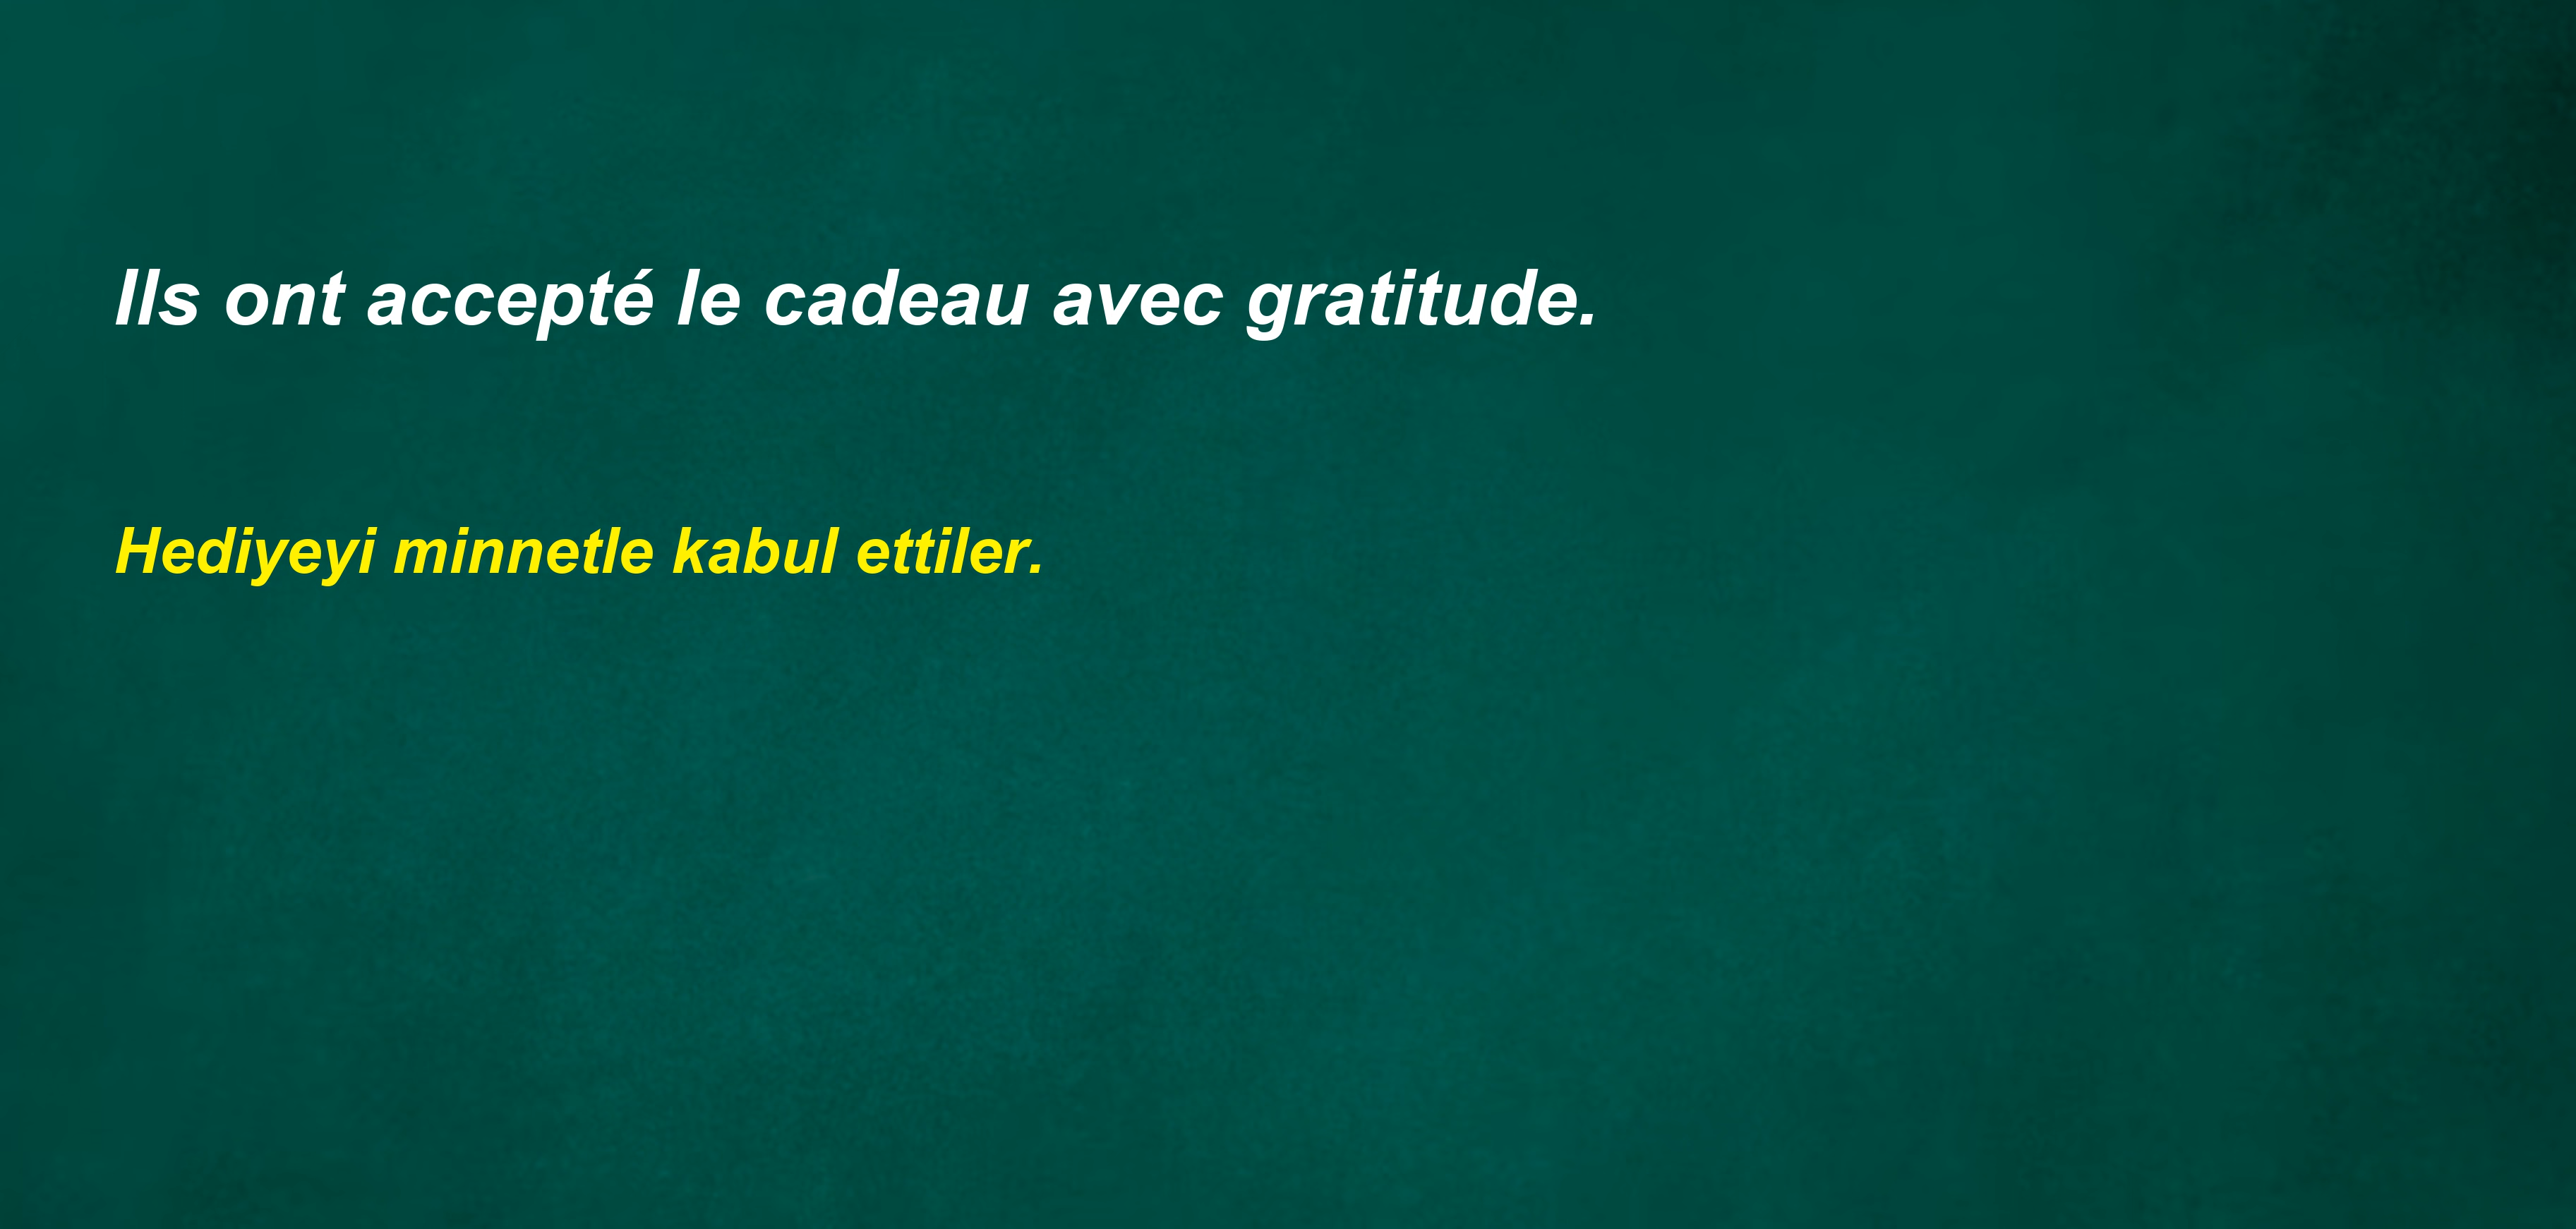 Ils ont accepté le cadeau avec gratitude.
Hediyeyi minnetle kabul ettiler.